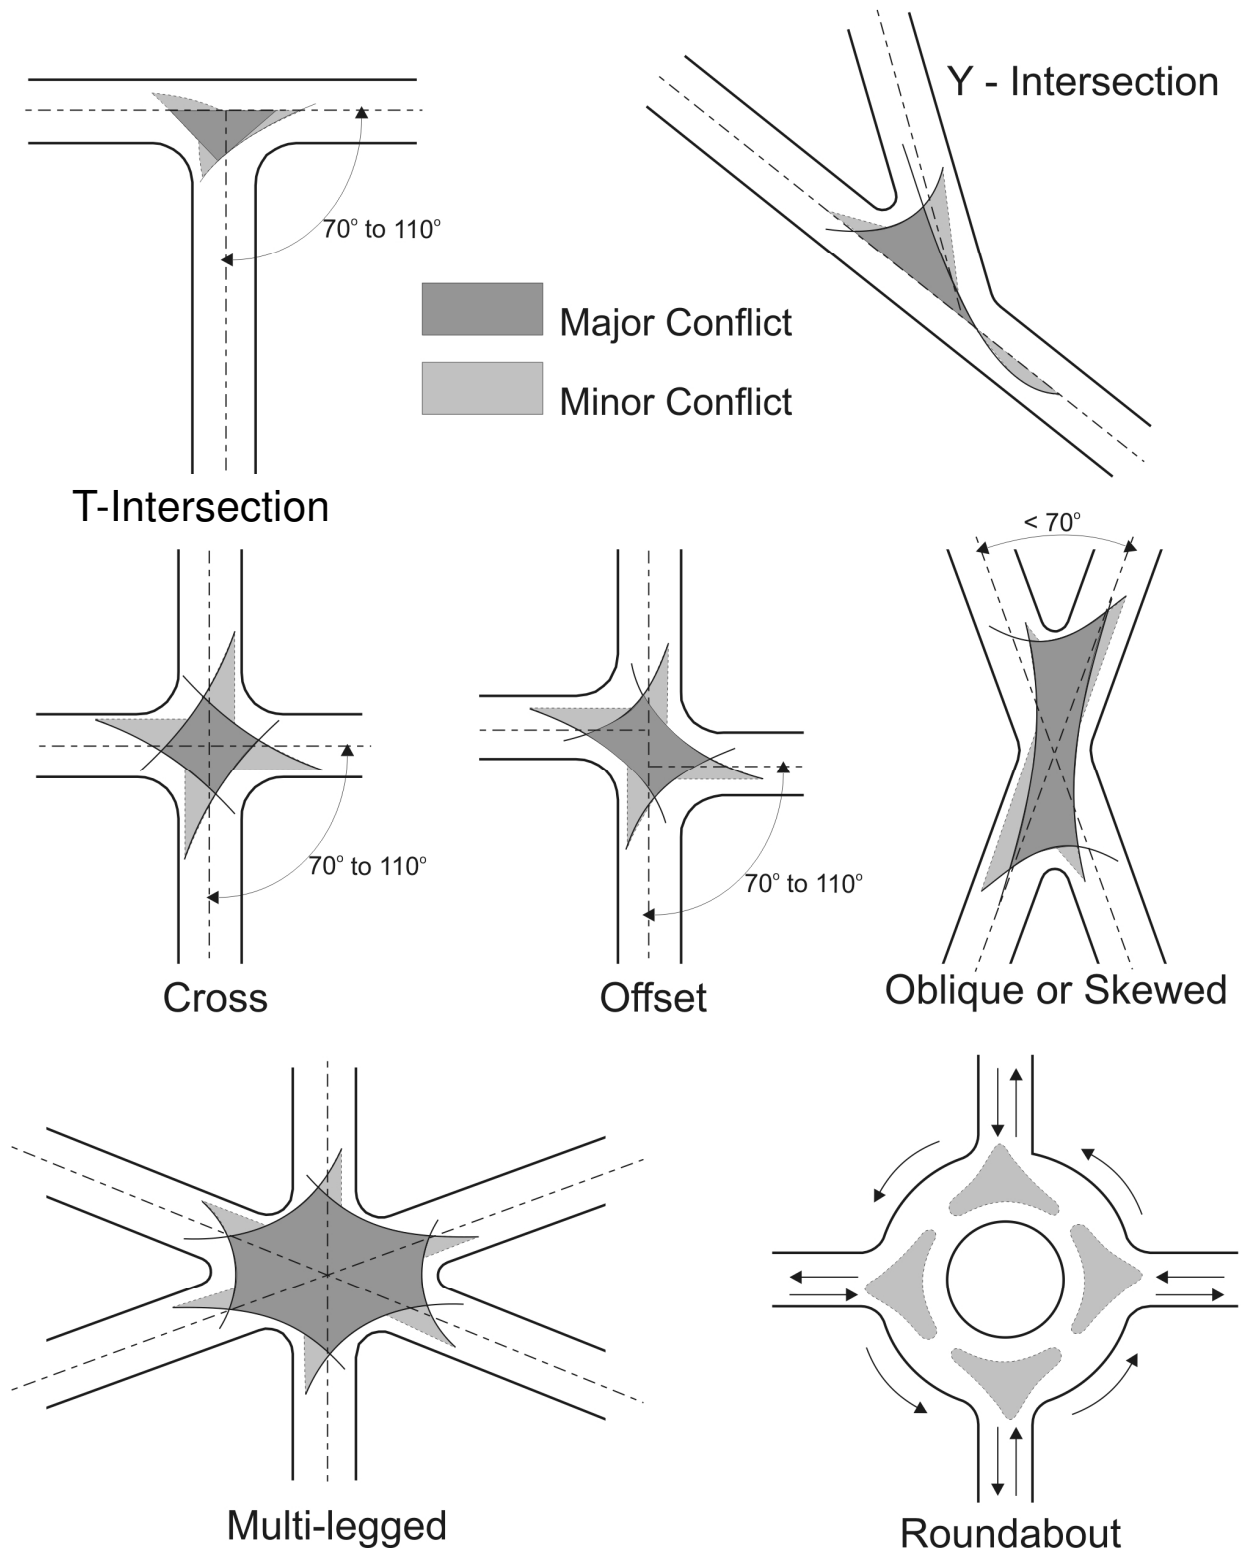 Y - Intersection
70° to 110°
Major Conflict
Minor Conflict
T-Intersection
< 70°
70° to 110°
70° to 110°
Cross
Offset
Oblique or Skewed
Multi-legged
Roundabout